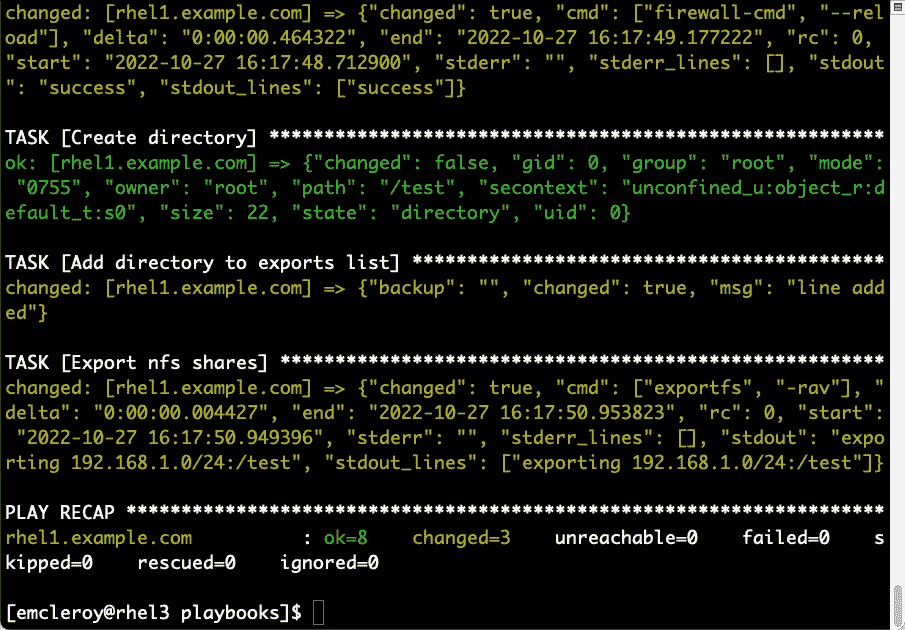 changed: [rhel1.example.com] => {"changed": true, "cmd": ["firewall-cmd", "--rel
oad"], "delta": "0:00:00.464322", "end": "2022-10-27 16:17:49.177222", "rc": 0,
"start": "2022-10-27 16:17:48.712900", "stderr": "", "stderr_lines": [], "stdout
": "success", "stdout_lines": ["success"]}
TASK [Create directory] ********************************************************
ok: [rhel1.example.com] => {"changed": false, "gid": 0, "group": "root", "mode":
 "0755", "owner": "root", "path": "/test", "secontext": "unconfined_u:object_r:d
efault_t:s0", "size": 22, "state": "directory", "uid": 0}
TASK [Add directory to exports list] *******************************************
changed: [rhel1.example.com] => {"backup": "", "changed": true, "msg": "line add
ed"}
TASK [Export nfs shares] *******************************************************
changed: [rhel1.example.com] => {"changed": true, "cmd": ["exportfs", "-rav"], "
delta": "0:00:00.004427", "end": "2022-10-27 16:17:50.953823", "rc": 0, "start":
 "2022-10-27 16:17:50.949396", "stderr": "", "stderr_lines": [], "stdout": "expo
rting 192.168.1.0/24:/test", "stdout_lines": ["exporting 192.168.1.0/24:/test"]}
PLAY RECAP *********************************************************************
rhel1.example.com          : ok=8    changed=3    unreachable=0    failed=0    s
kipped=0    rescued=0    ignored=0
[emcleroy@rhel3 playbooks]$